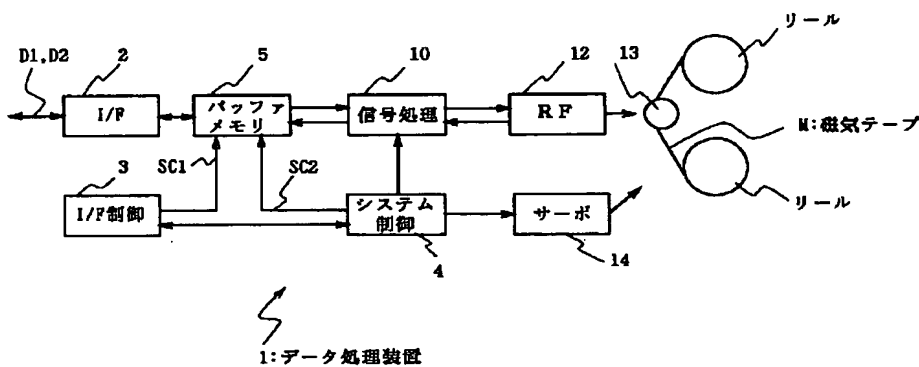 リール
D1,D2
2
5
10
12
13
I/F
バッファ
メモリ
信号処理
RF
M:磁気テープ
SC1
SC2
3
I/F制御
システム
制御
サーボ
リール
4
14
1:データ処理装置